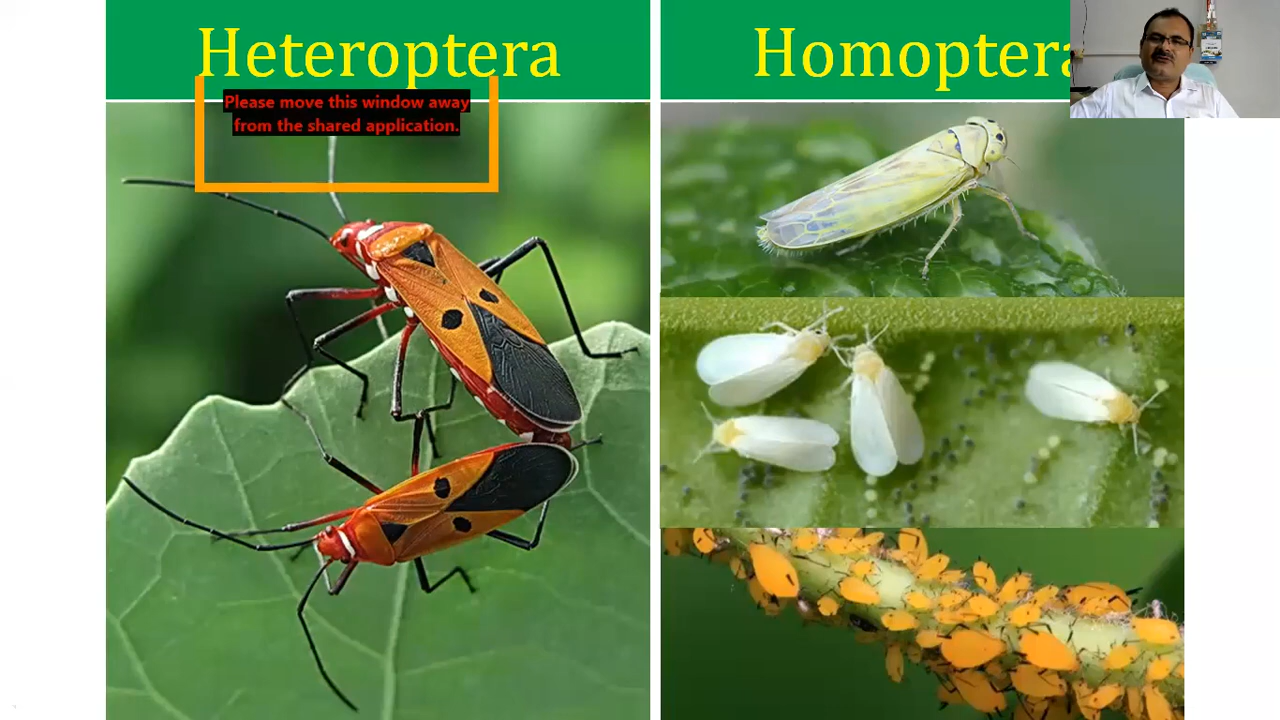 Heteroptera
Homoptera
Please move this window away
from the shared application.